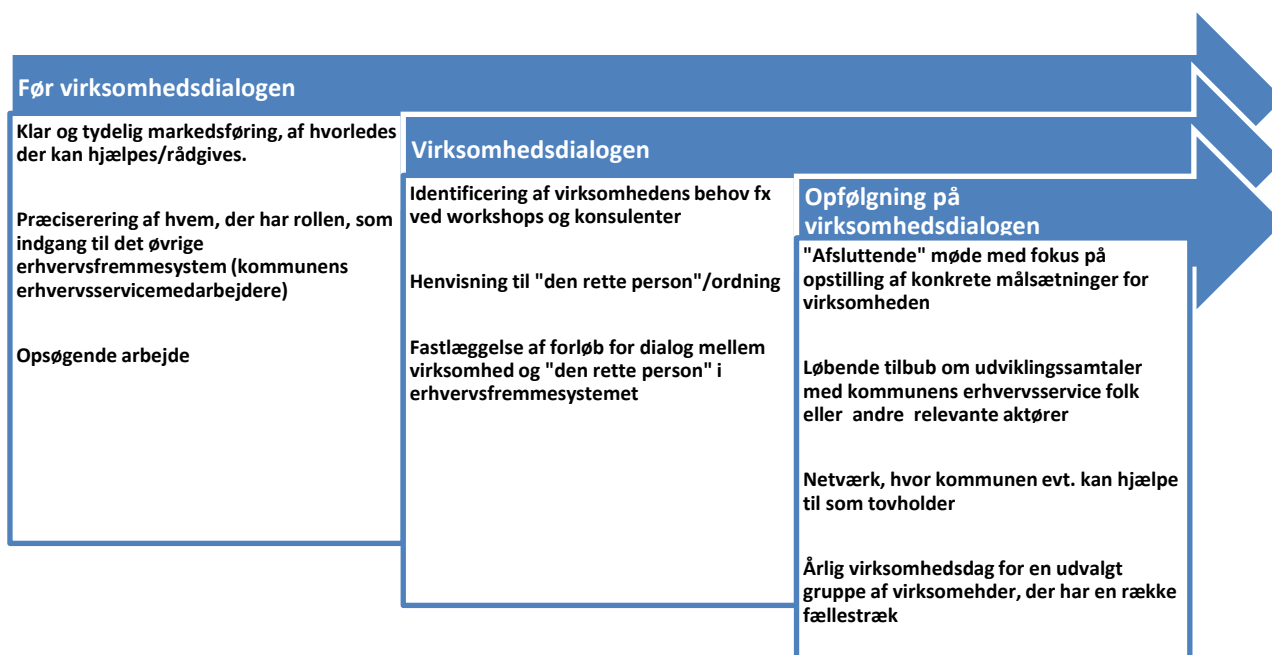 Før virksomhedsdialogen
Klar og tydelig markedsføring, af hvorledes
der kan hjælpes/rådgives.
Præcisering af hvem, der har rollen, som
indgang til det øvrige
erhvervsfremmesystem (kommunens
erhvervsservicemedarbejdere)
Opsøgende arbejde
Virksomhedsdialogen
Identificering af virksomhedens behov fx
ved workshops og konsulenter
Henvisning til "den rette person"/ordning
Fastlæggelse af forløb for dialog mellem
virksomhed og "den rette person" i
erhvervsfremmesystemet
Opfølgning på
virksomhedsdialogen
"Afsluttende" møde med fokus på
opstilling af konkrete målsætninger for
virksomheden
Løbende tilbub om udviklingssamtaler
med kommunens erhvervsservice folk
eller andre relevante aktører
Netværk, hvor kommunen evt. kan hjælpe
til som tovholder
Årlig virksomhedsdag for en udvalgt
gruppe af virksomehder, der har en række
fællestræk